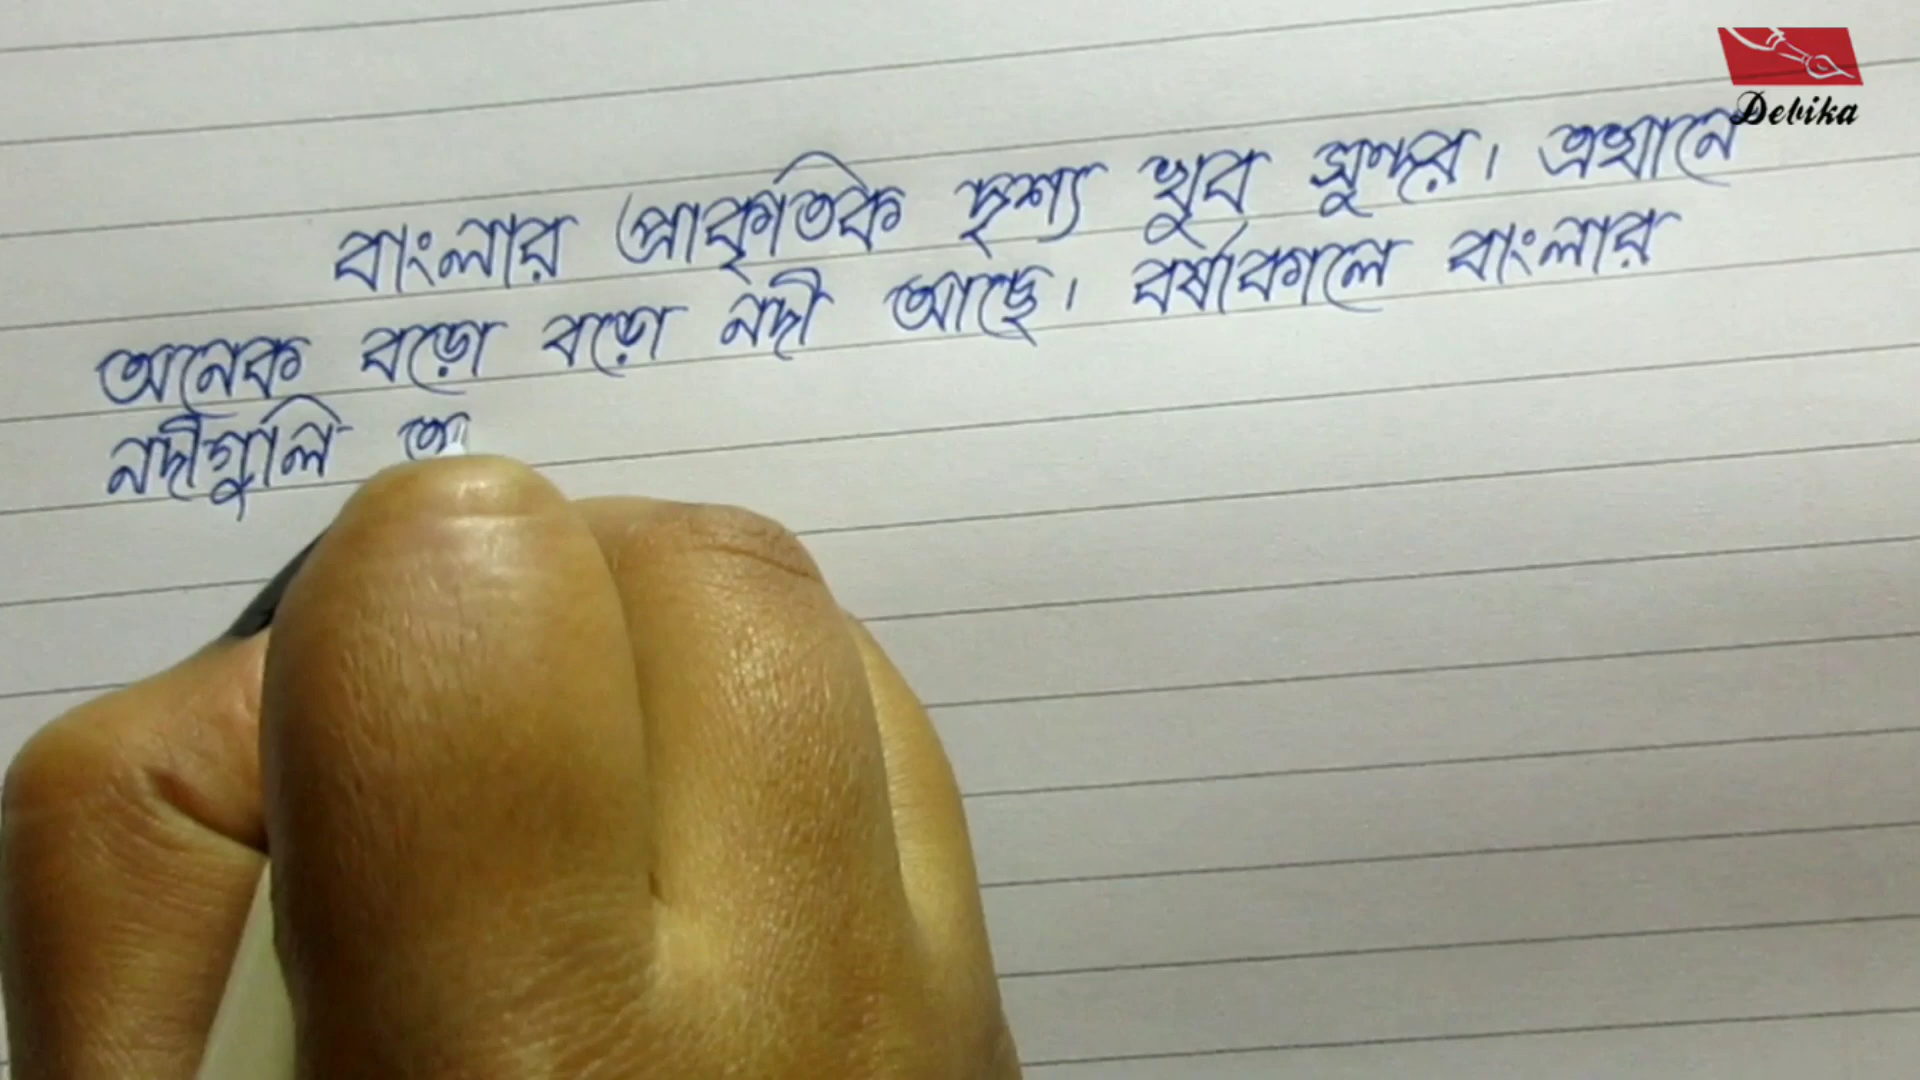 Debika
বাংলার প্রাকৃতিক দৃশ্য খুব সুন্দর। এখানে
অনেক বড়ো বড়ো নদী আছে। বর্ষাকালে বাংলার
নদীগুলি